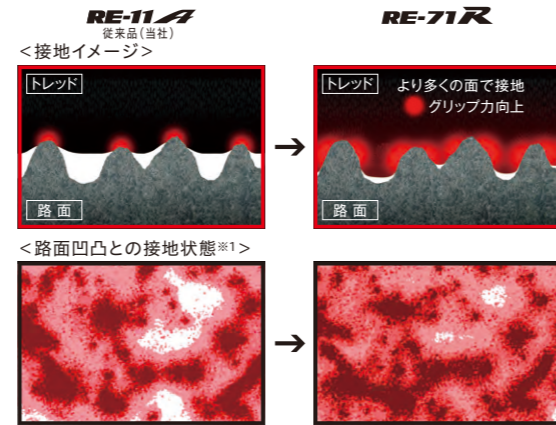 RE-11A
RE-71R
従来品(当社)
<接地イメージ>
トレッド
路面
→
トレッド
より多くの面で接地
グリップ力向上
路面
<路面凹凸との接地状態※1>
→